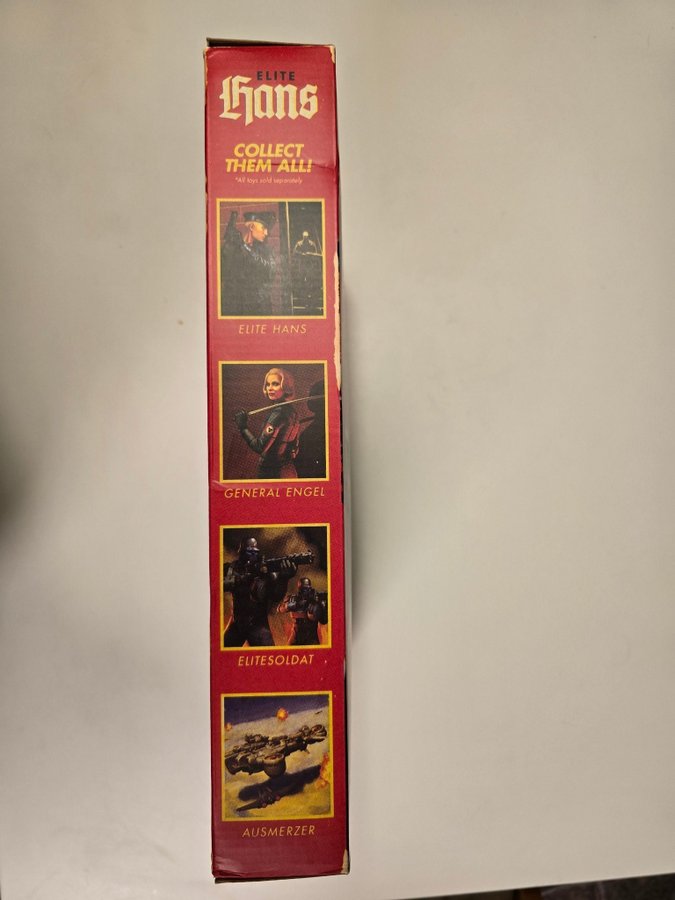 ELITE
Hans
COLLECT
THEM ALL!
*All toys sold separately
ELITE HANS
GENERAL ENGEL
ELITESOLDAT
AUSMERZER